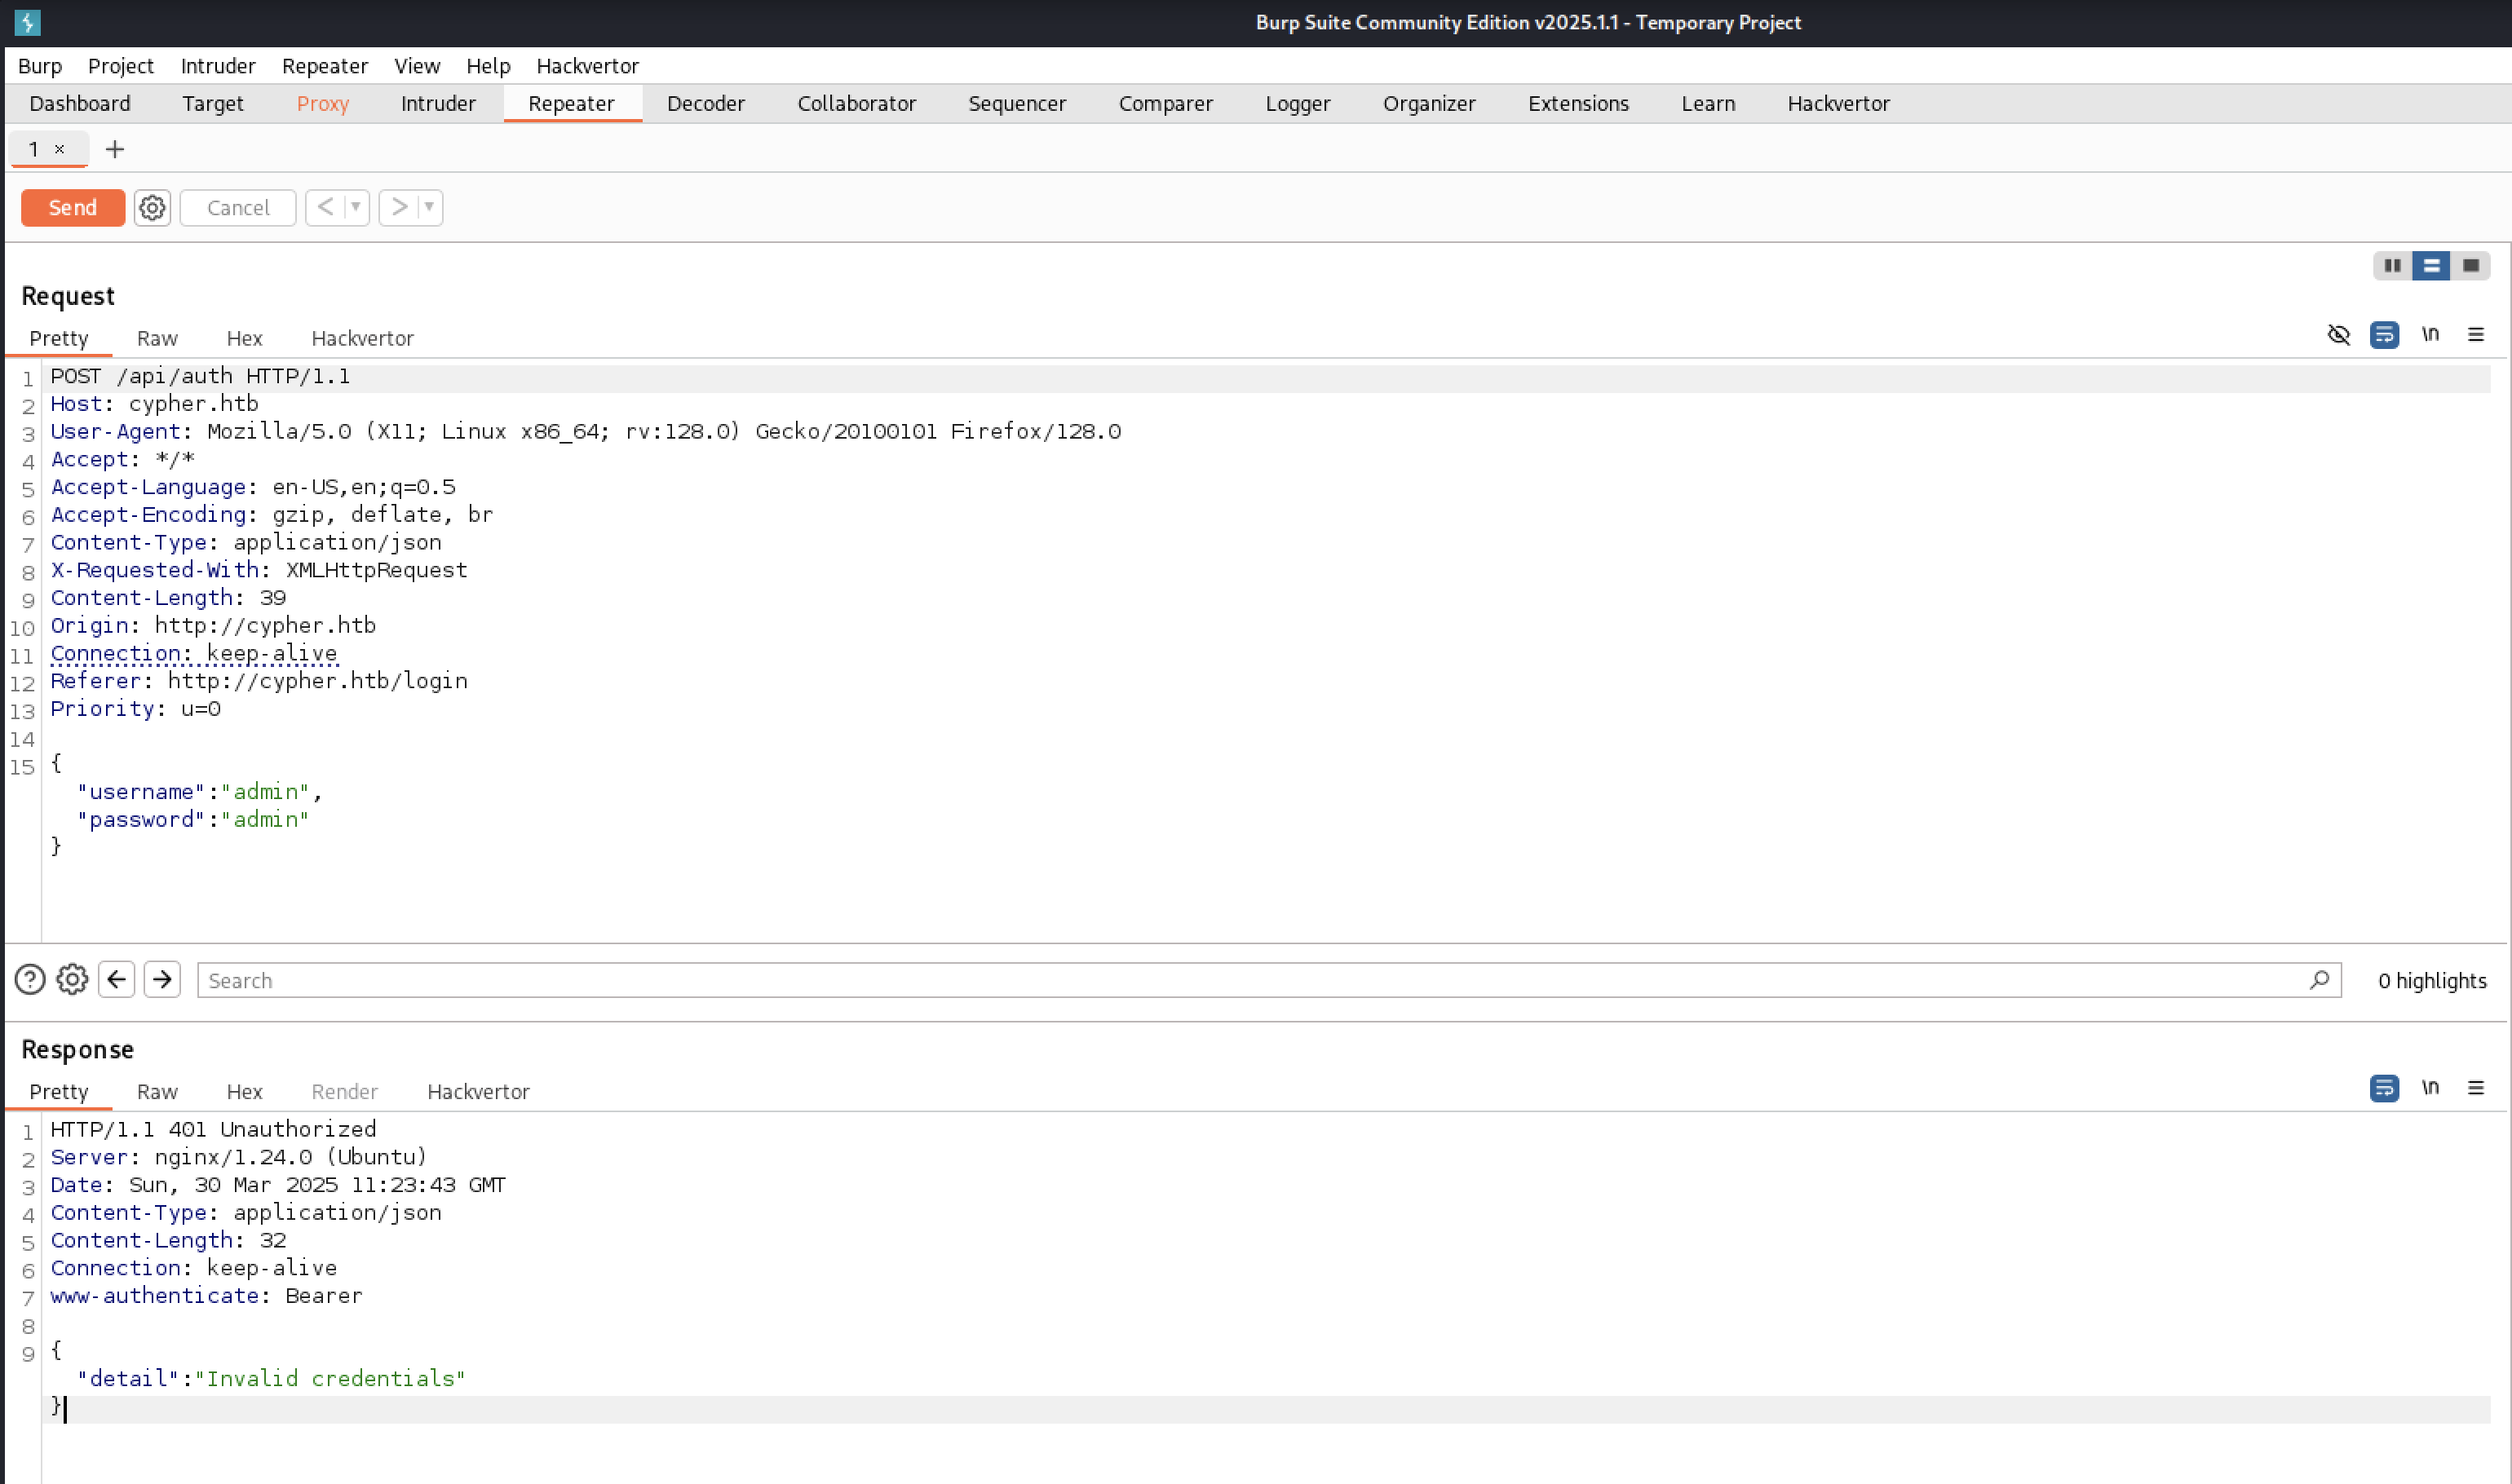 Burp Suite Community Edition v2025.1.1 - Temporary Project
Burp Project Intruder Repeater View Help Hackvertor
Dashboard Target Proxy Intruder Repeater Decoder Collaborator Sequencer Comparer Logger Organizer Extensions Learn Hackvertor
1 × +
Send Cancel < >
Request
Pretty Raw Hex Hackvertor \n
1 POST /api/auth HTTP/1.1
2 Host: cypher.htb
3 User-Agent: Mozilla/5.0 (X11; Linux x86_64; rv:128.0) Gecko/20100101 Firefox/128.0
4 Accept: */*
5 Accept-Language: en-US,en;q=0.5
6 Accept-Encoding: gzip, deflate, br
7 Content-Type: application/json
8 X-Requested-With: XMLHttpRequest
9 Content-Length: 39
10 Origin: http://cypher.htb
11 Connection: keep-alive
12 Referer: http://cypher.htb/login
13 Priority: u=0
14
15 {
"username":"admin",
"password":"admin"
}
Search 0 highlights
Response
Pretty Raw Hex Render Hackvertor \n
1 HTTP/1.1 401 Unauthorized
2 Server: nginx/1.24.0 (Ubuntu)
3 Date: Sun, 30 Mar 2025 11:23:43 GMT
4 Content-Type: application/json
5 Content-Length: 32
6 Connection: keep-alive
7 www-authenticate: Bearer
8
9 {
"detail":"Invalid credentials"
}